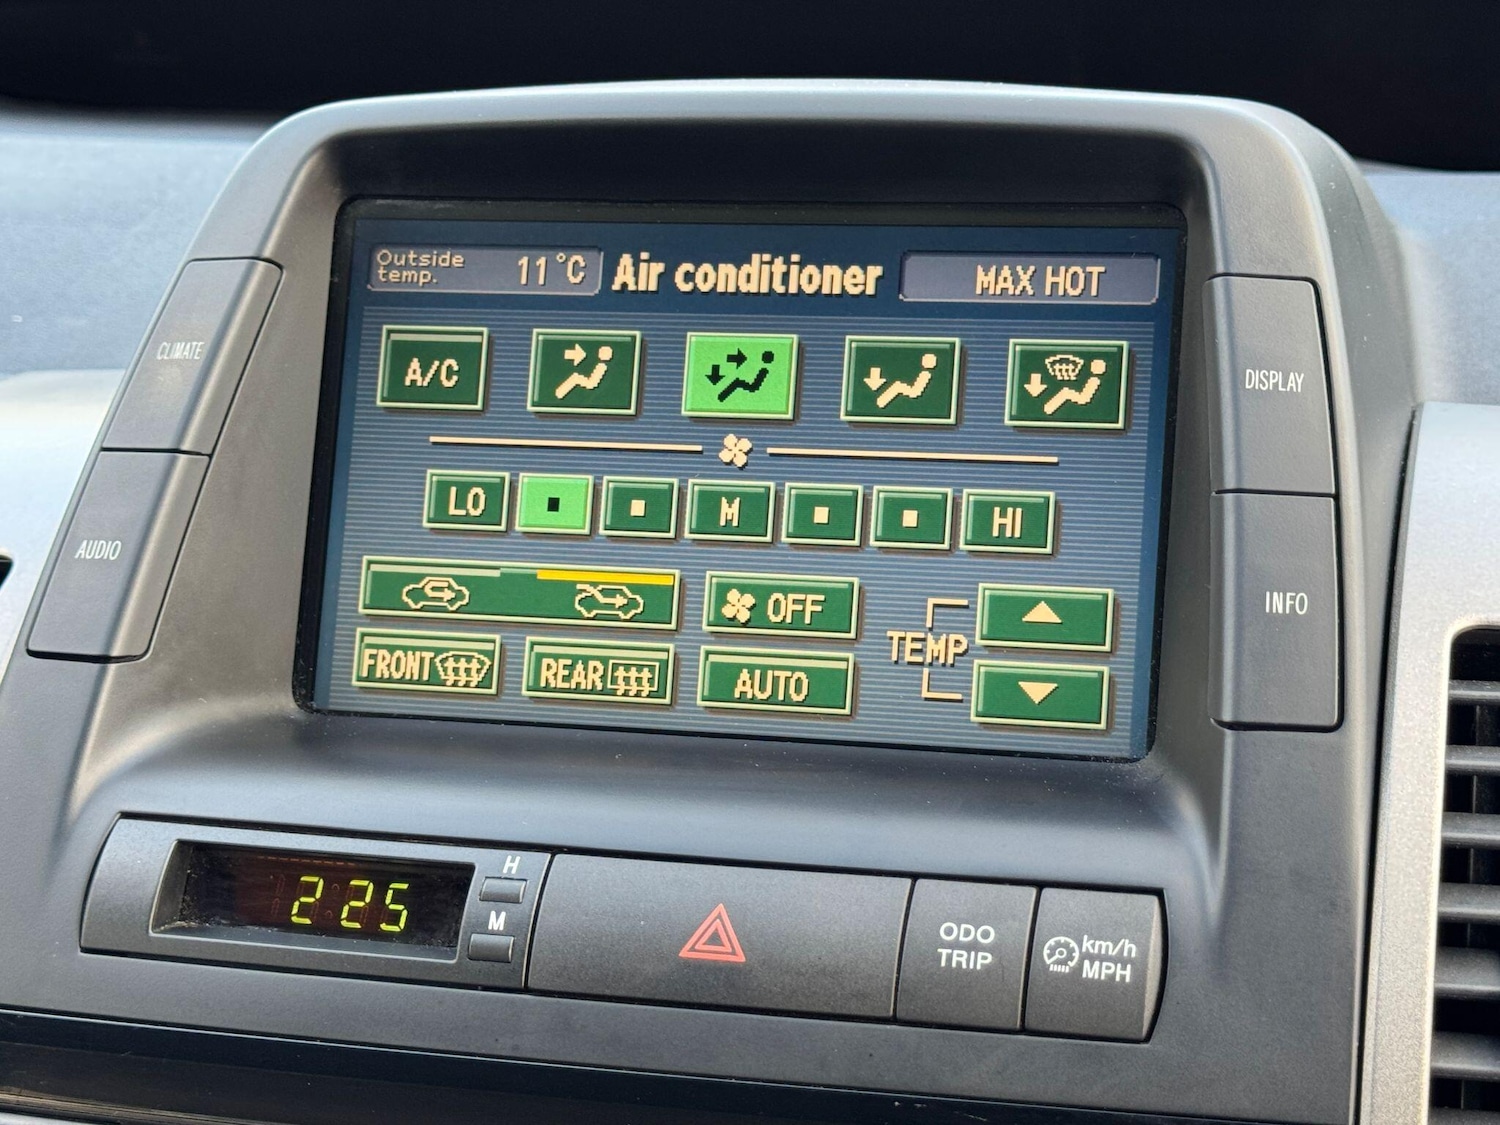 Outside
temp.
11°C
Air conditioner
MAX HOT
A/C
LO
M
HI
OFF
TEMP
FRONT
REAR
AUTO
CLIMATE
AUDIO
DISPLAY
INFO
2:25
H
M
ODO
TRIP
km/h
MPH